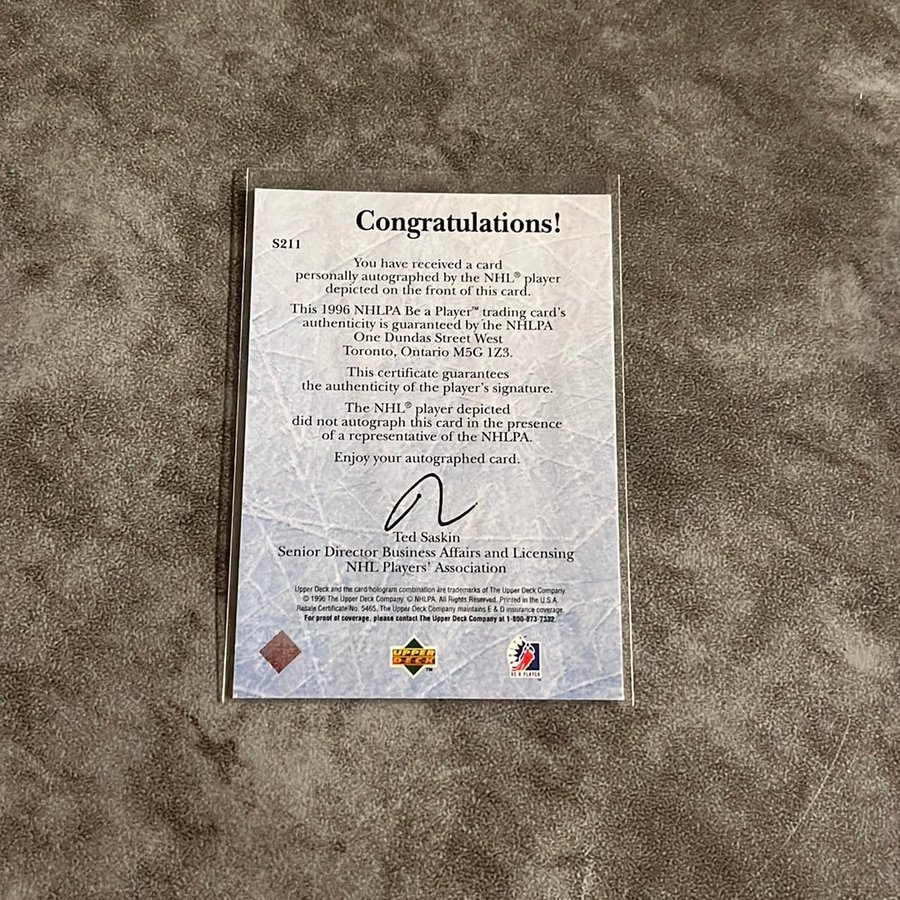 Congratulations!
S211
You have received a card
personally autographed by the NHL® player
depicted on the front of this card.
This 1996 NHLPA Be a Player™ trading card's
authenticity is guaranteed by the NHLPA
One Dundas Street West
Toronto, Ontario M5G 1Z3.
This certificate guarantees
the authenticity of the player's signature.
The NHL® player depicted
did not autograph this card in the presence
of a representative of the NHLPA.
Enjoy your autographed card.
Ted Saskin
Senior Director Business Affairs and Licensing
NHL Players' Association
Upper Deck and the card/hologram combination are trademarks of The Upper Deck Company.
© 1996 The Upper Deck Company. © NHLPA. All Rights Reserved. Printed in the U.S.A.
Resale Certificate No. 5465. The Upper Deck Company maintains E & O insurance coverage.
For proof of coverage, please contact The Upper Deck Company at 1-800-873-7332.
UPPER
DECK™
BE A PLAYER™